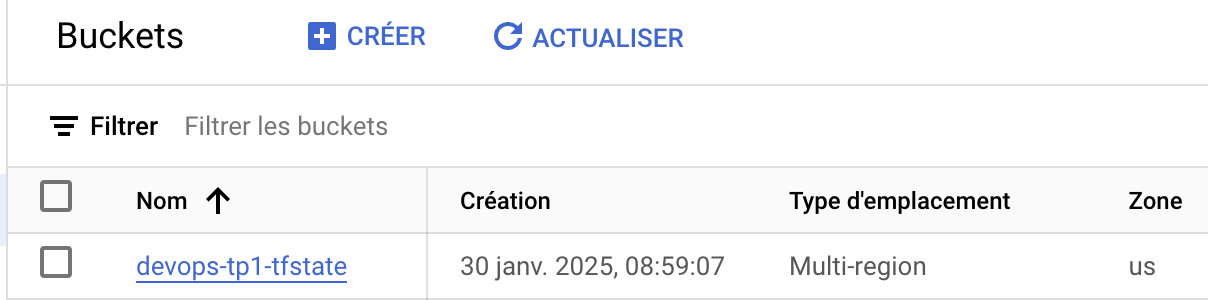 Buckets CRÉER ACTUALISER
Filtrer Filtrer les buckets
Nom Création Type d'emplacement Zone
devops-tp1-tfstate 30 janv. 2025, 08:59:07 Multi-region us